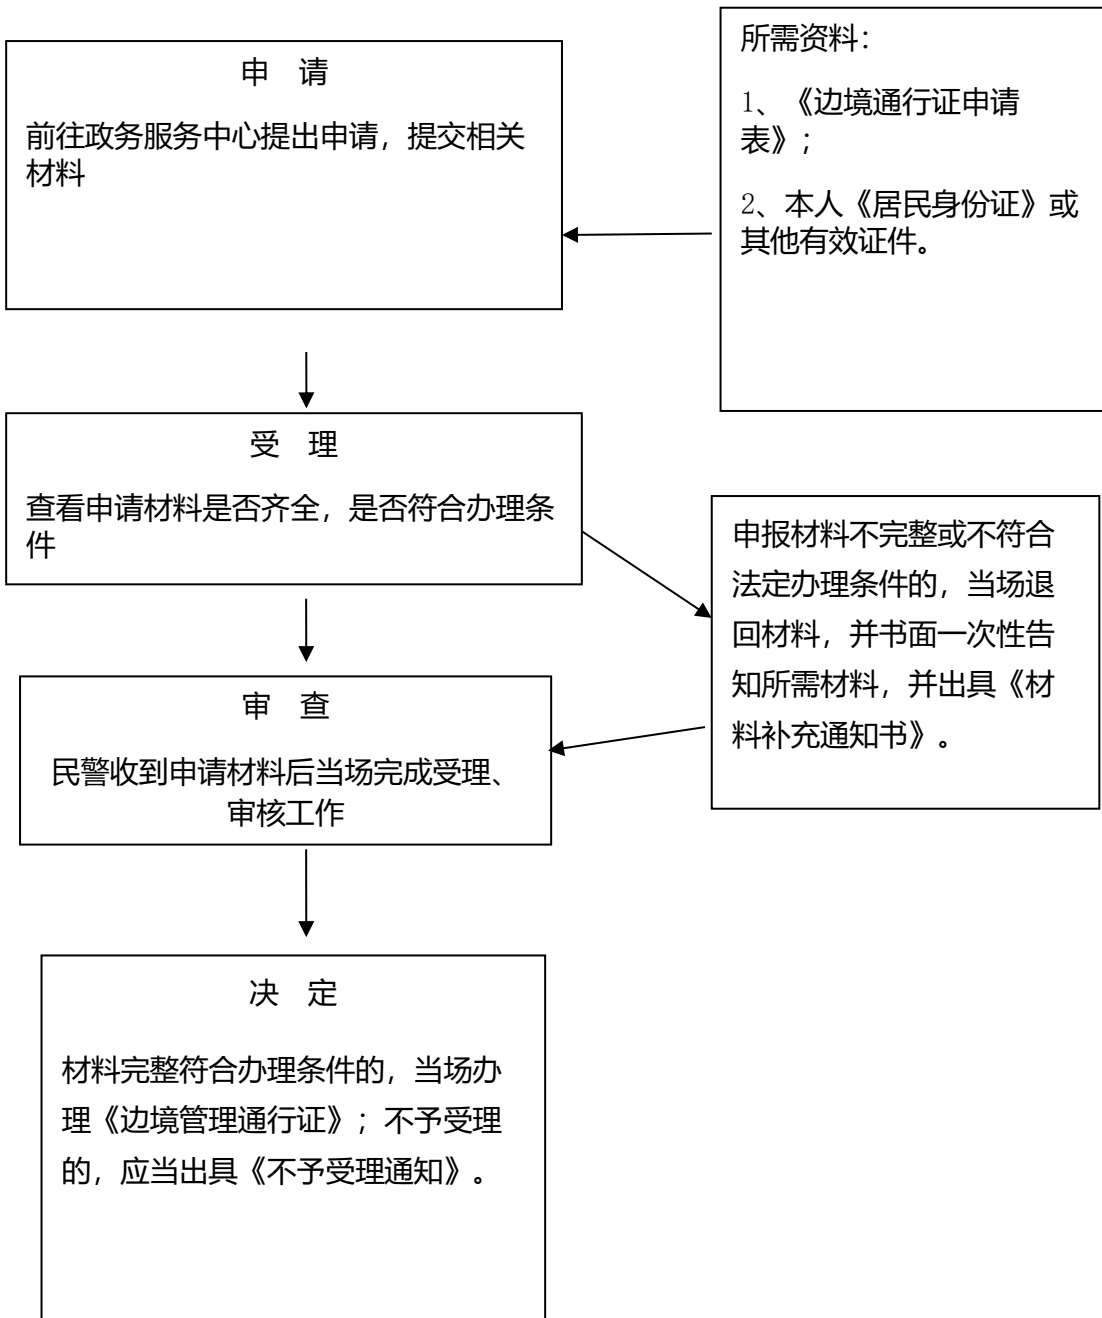 申 请
前往政务服务中心提出申请，提交相关
材料
所需资料：
1、《边境通行证申请
表》；
2、本人《居民身份证》或
其他有效证件。
受 理
查看申请材料是否齐全，是否符合办理条
件
申报材料不完整或不符合
法定办理条件的，当场退
回材料，并书面一次性告
知所需材料，并出具《材
料补充通知书》。
审 查
民警收到申请材料后当场完成受理、
审核工作
决 定
材料完整符合办理条件的，当场办
理《边境管理通行证》；不予受理
的，应当出具《不予受理通知》。